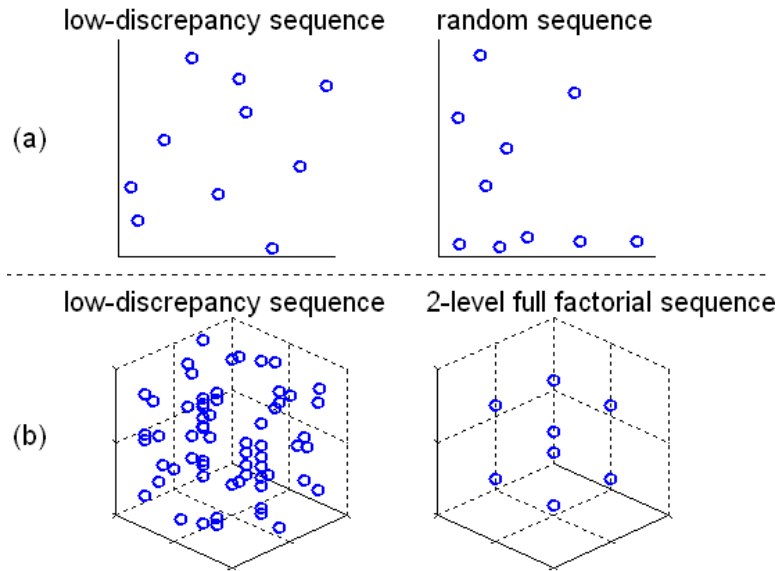 low-discrepancy sequence
random sequence
(a)
low-discrepancy sequence
2-level full factorial sequence
(b)